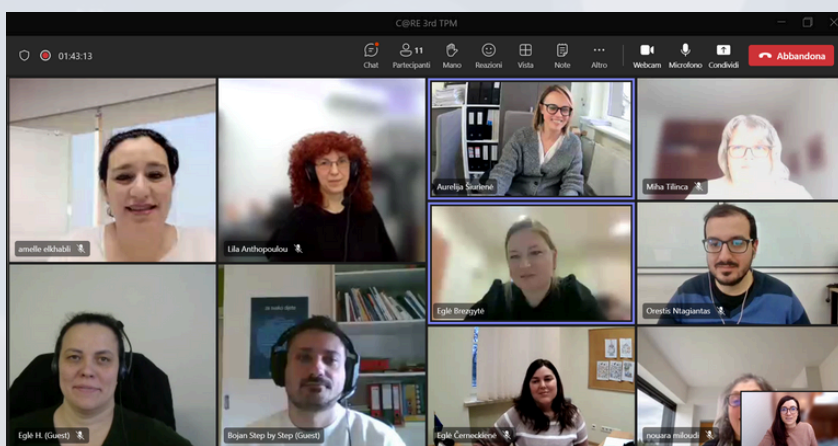 C@RE 3rd TPM
01:43:13
11
Chat
Partecipanti
Mano
Reazioni
Vista
Note
Altro
Webcam
Microfono
Condividi
Abbandona
amelle elkhabli
Lila Anthopoulou
Aurelija Šiurienė
Miha Tilinca
Eglė Brezgytė
Orestis Ntagiantas
Eglė H. (Guest)
Bojan Step by Step (Guest)
Eglė Černeckienė
nouara miloudi